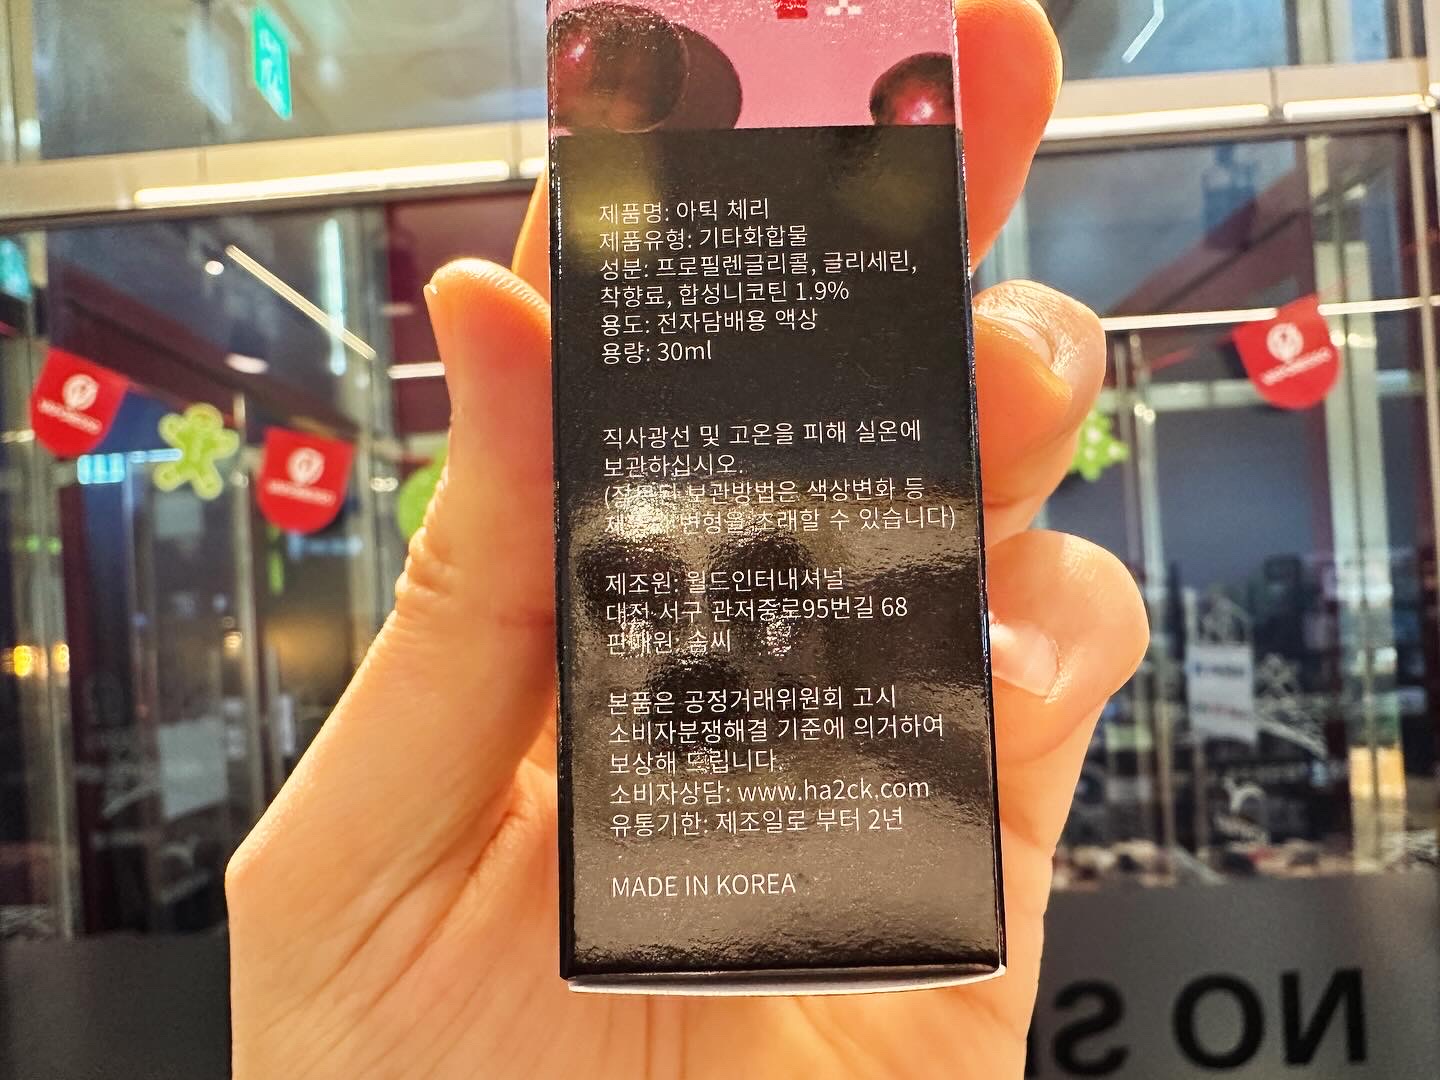 제품명: 아틱 체리
제품유형: 기타화합물
성분: 프로필렌글리콜, 글리세린,
착향료, 합성니코틴 1.9%
용도: 전자담배용 액상
용량: 30ml
직사광선 및 고온을 피해 실온에
보관하십시오.
보관방법은 색상변화 등
변형을 초래할 수 있습니다)
제조원: 월드인터내셔널
대전 서구 관저중로95번길 68
판매원: 솜씨
본품은 공정거래위원회 고시
소비자분쟁해결 기준에 의거하여
보상해 드립니다.
소비자상담: www.ha2ck.com
유통기한: 제조일로 부터 2년
MADE IN KOREA
NO